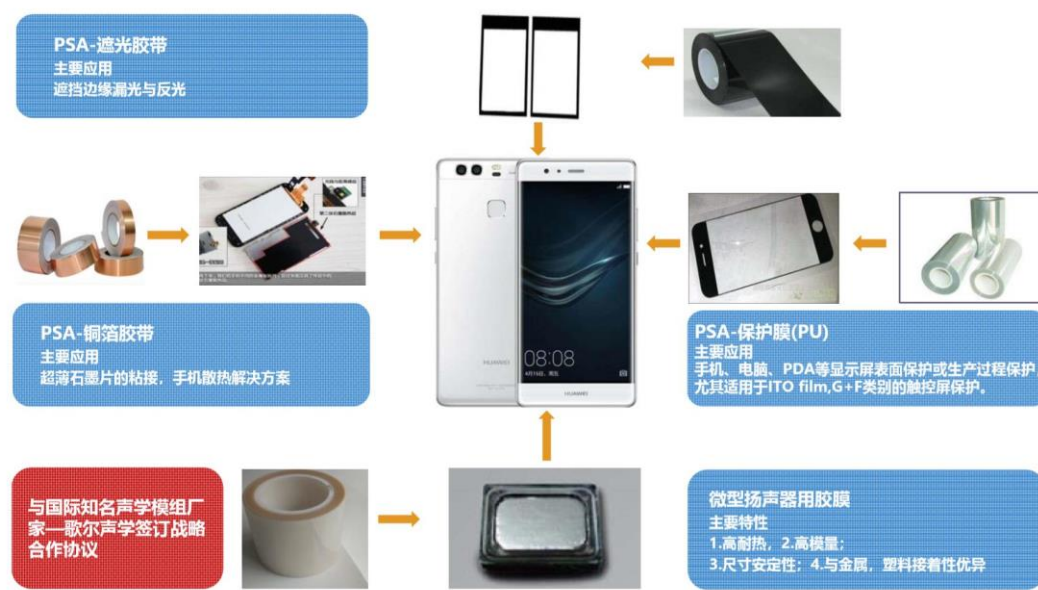 PSA-遮光胶带
主要应用
遮挡边缘漏光与反光
PSA-铜箔胶带
主要应用
超薄石墨片的粘接，手机散热解决方案
HUAWEI
08:08
HUAWEI
PSA-保护膜(PU)
主要应用
手机、电脑、PDA等显示屏表面保护或生产过程保护，
尤其适用于ITO film,G+F类别的触控屏保护。
与国际知名声学模组厂
家—歌尔声学签订战略
合作协议
微型扬声器用胶膜
主要特性
1.高耐热，2.高模量；
3.尺寸安定性；4.与金属，塑料接着性优异